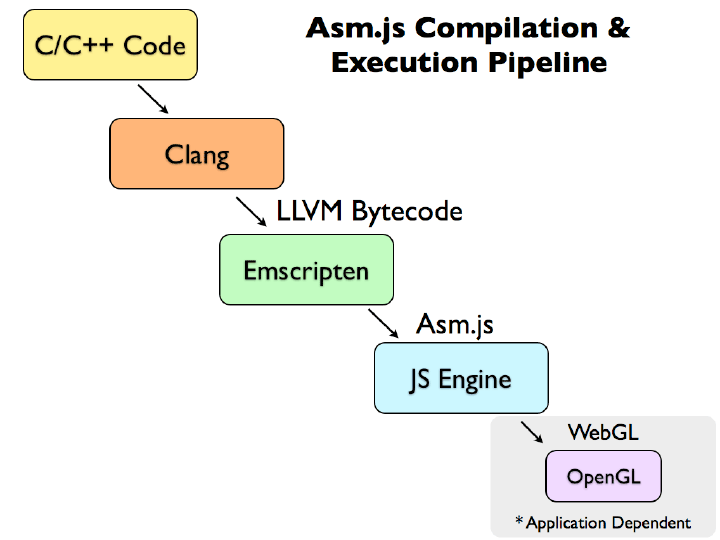 C/C++ Code
Asm.js Compilation &
Execution Pipeline
Clang
LLVM Bytecode
Emscripten
Asm.js
JS Engine
WebGL
OpenGL
* Application Dependent